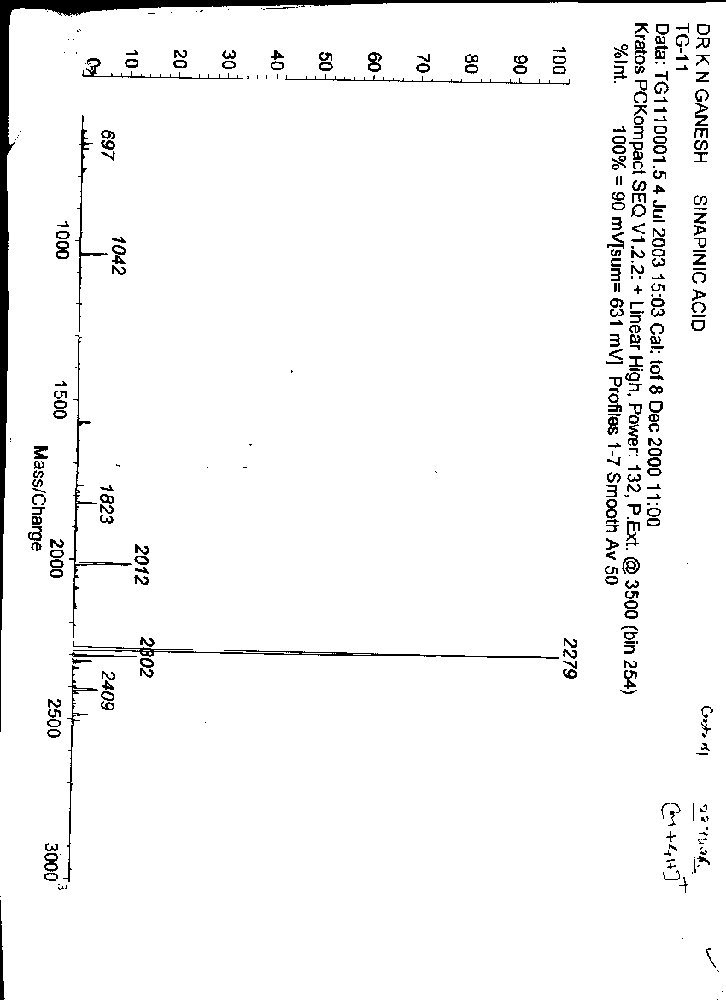 DR K N GANESH SINAPINIC ACID
TG-11
Data: TG1110001.5 4 Jul 2003 15:03 Cal: tof 8 Dec 2000 11:00
Kratos PCKompact SEQ V1.2.2: + Linear High, Power: 132, P.Ext. @ 3500 (bin 254)
%Int. 100% = 90 mV[sum= 631 mV] Profiles 1-7 Smooth Av 50
Control
[M+4H]+
100
90
80
70
60
50
40
30
20
10
0
2279
697
1042
1823
2012
2302
2409
1000
1500
2000
2500
3000
Mass/Charge